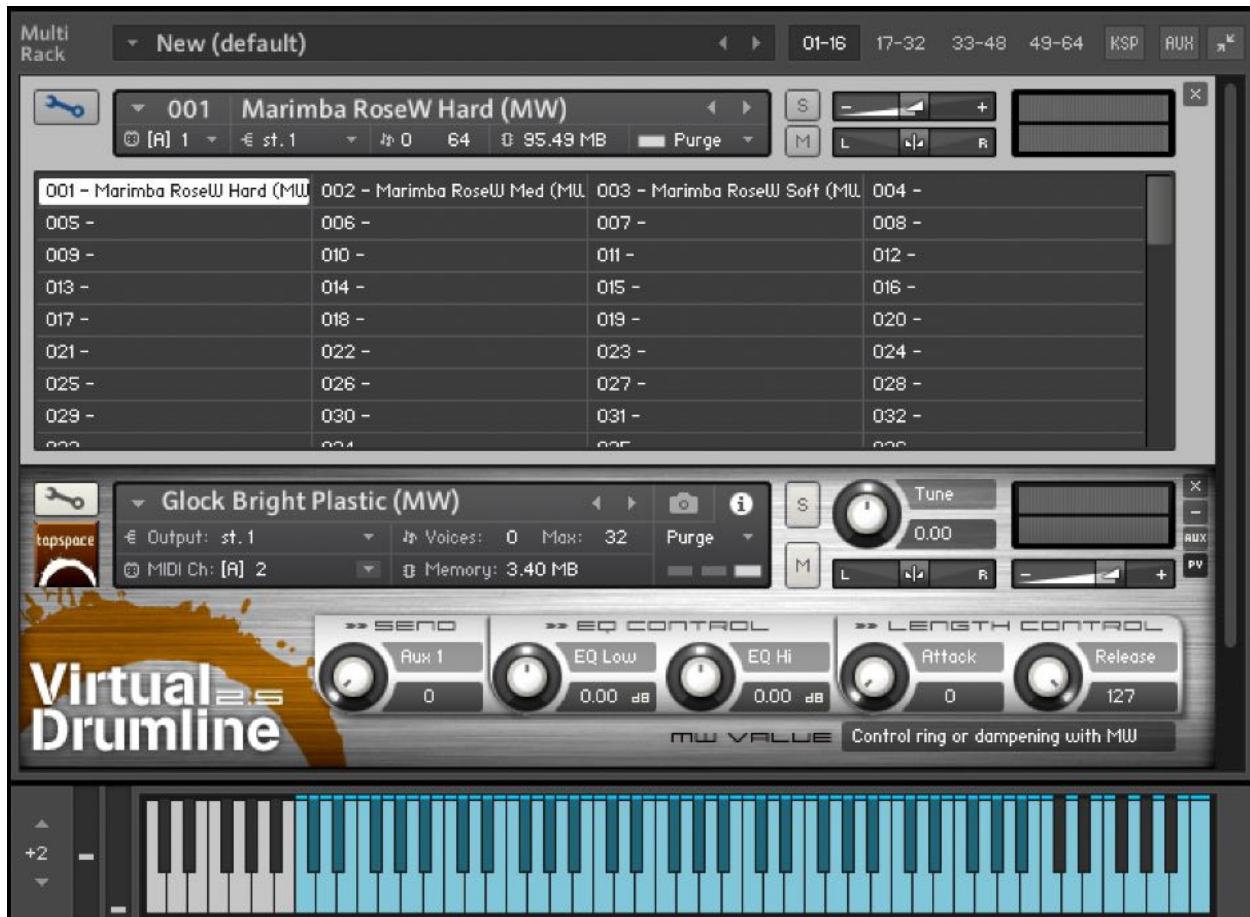 Multi Rack New (default) 01-16 17-32 33-48 49-64 KSP AUX
001 Marimba RoseW Hard (MW) S - +
[A] 1 st. 1 0 64 95.49 MB Purge M L R
001 - Marimba RoseW Hard (MW 002 - Marimba RoseW Med (MW 003 - Marimba RoseW Soft (MW 004 -
005 - 006 - 007 - 008 -
009 - 010 - 011 - 012 -
013 - 014 - 015 - 016 -
017 - 018 - 019 - 020 -
021 - 022 - 023 - 024 -
025 - 026 - 027 - 028 -
029 - 030 - 031 - 032 -
Glock Bright Plastic (MW) S Tune
tapspace Output: st. 1 Voices: 0 Max: 32 Purge 0.00 AUX
MIDI Ch: [A] 2 Memory: 3.40 MB M L R - + PV
>> SEND >> EQ CONTROL >> LENGTH CONTROL
Aux 1 EQ Low EQ Hi Attack Release
0 0.00 dB 0.00 dB 0 127
Virtual 2.5
Drumline
MW VALUE Control ring or dampening with MW
+2